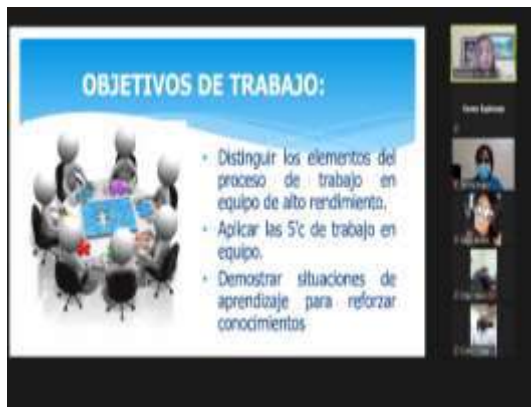 OBJETIVOS DE TRABAJO:
• Distinguir los elementos del
proceso de trabajo en
equipo de alto rendimiento.
• Aplicar las 5'c de trabajo en
equipo.
• Demostrar situaciones de
aprendizaje para reforzar
conocimientos